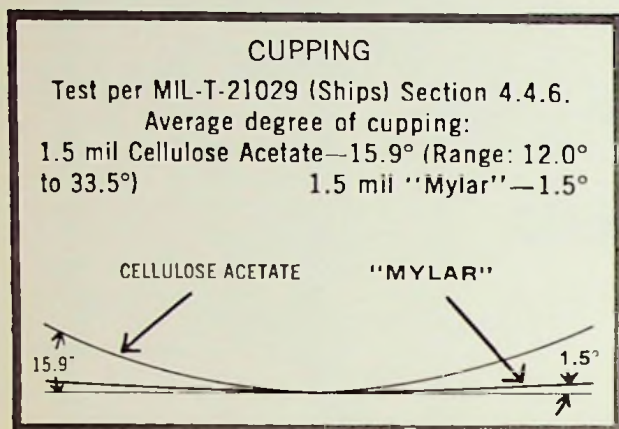 CUPPING
Test per MIL-T-21029 (Ships) Section 4.4.6.
Average degree of cupping:
1.5 mil Cellulose Acetate—15.9° (Range: 12.0°
to 33.5°) 1.5 mil "Mylar"—1.5°
CELLULOSE ACETATE "MYLAR"
15.9° 1.5°